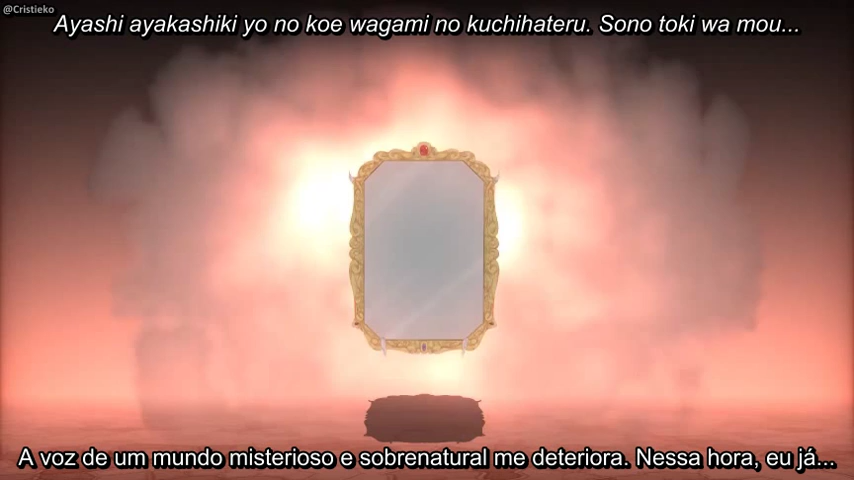 @Cristieko
Ayashi ayakashiki yo no koe wagami no kuchihateru. Sono toki wa mou...
A voz de um mundo misterioso e sobrenatural me deteriora. Nessa hora, eu já...